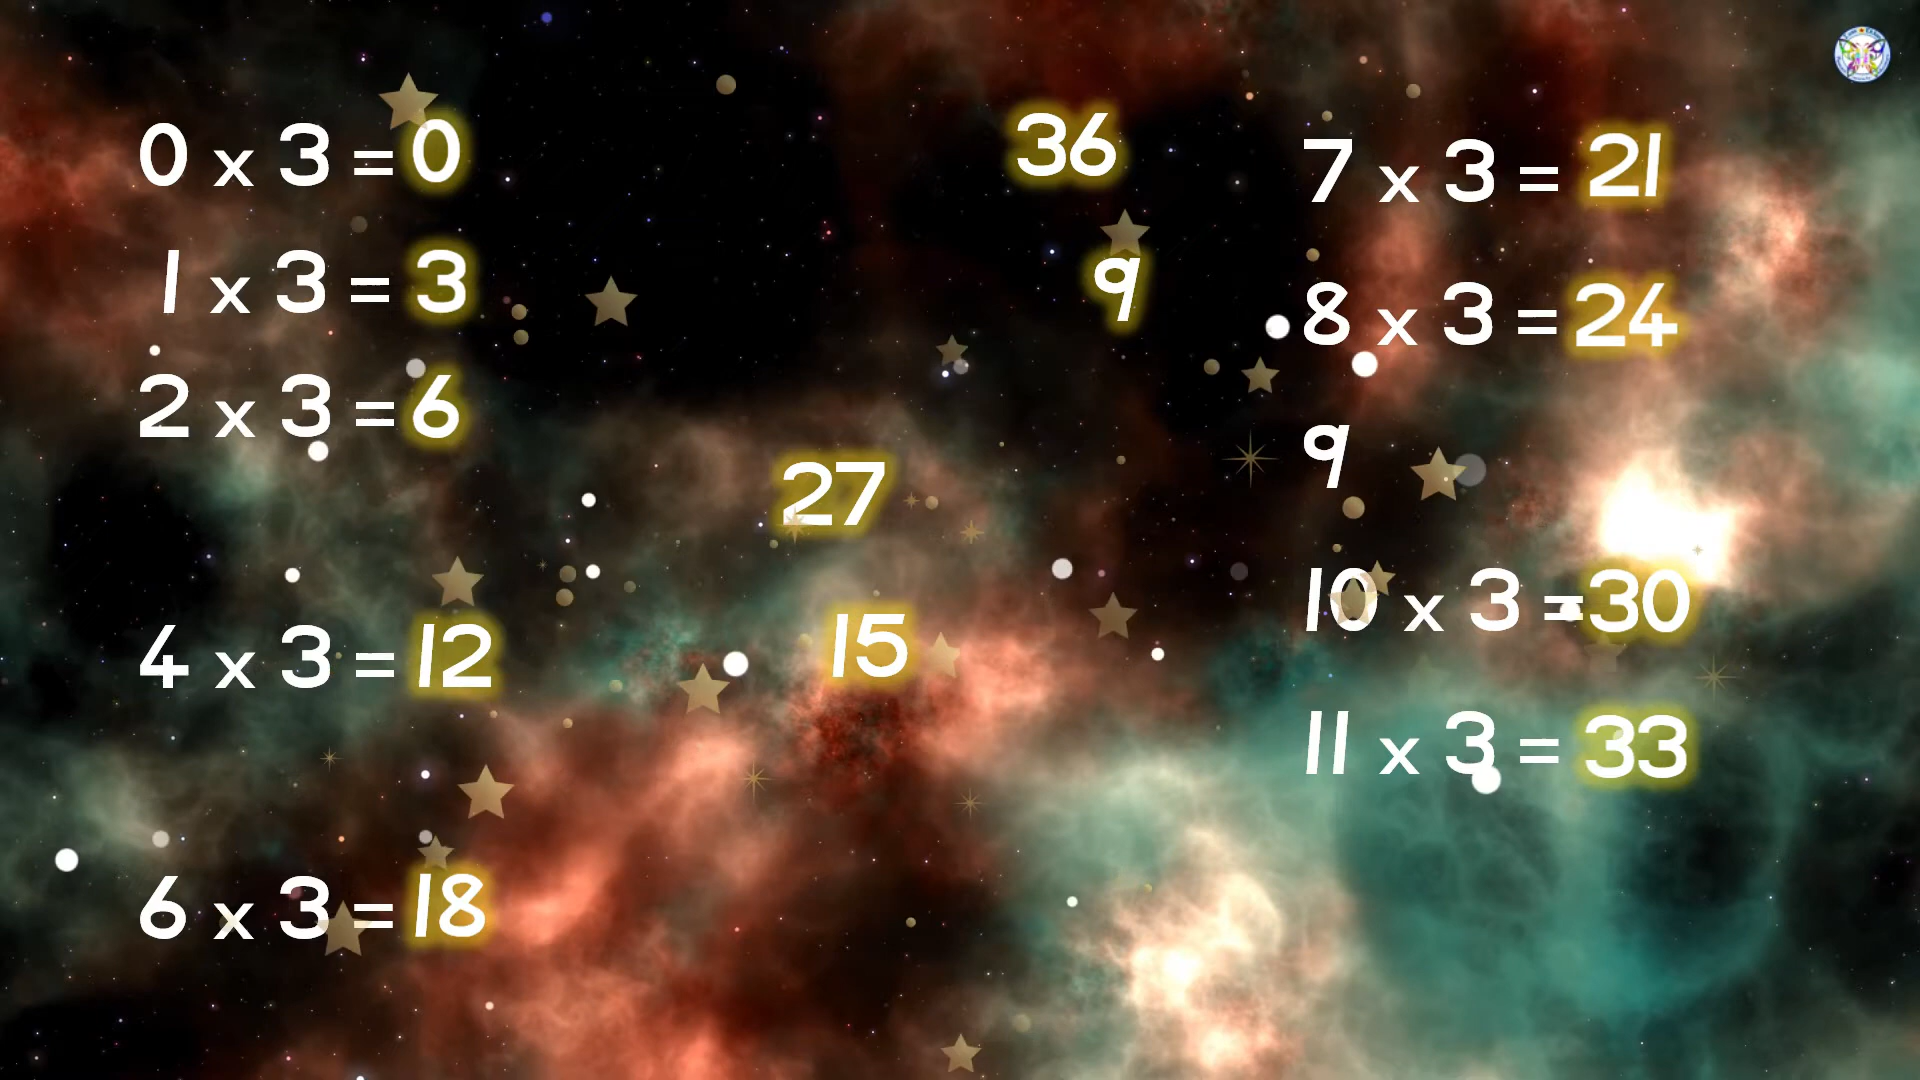 0 x 3 = 0
1 x 3 = 3
2 x 3 = 6
4 x 3 = 12
6 x 3 = 18
36
9
27
15
7 x 3 = 21
8 x 3 = 24
9
10 x 3 = 30
11 x 3 = 33